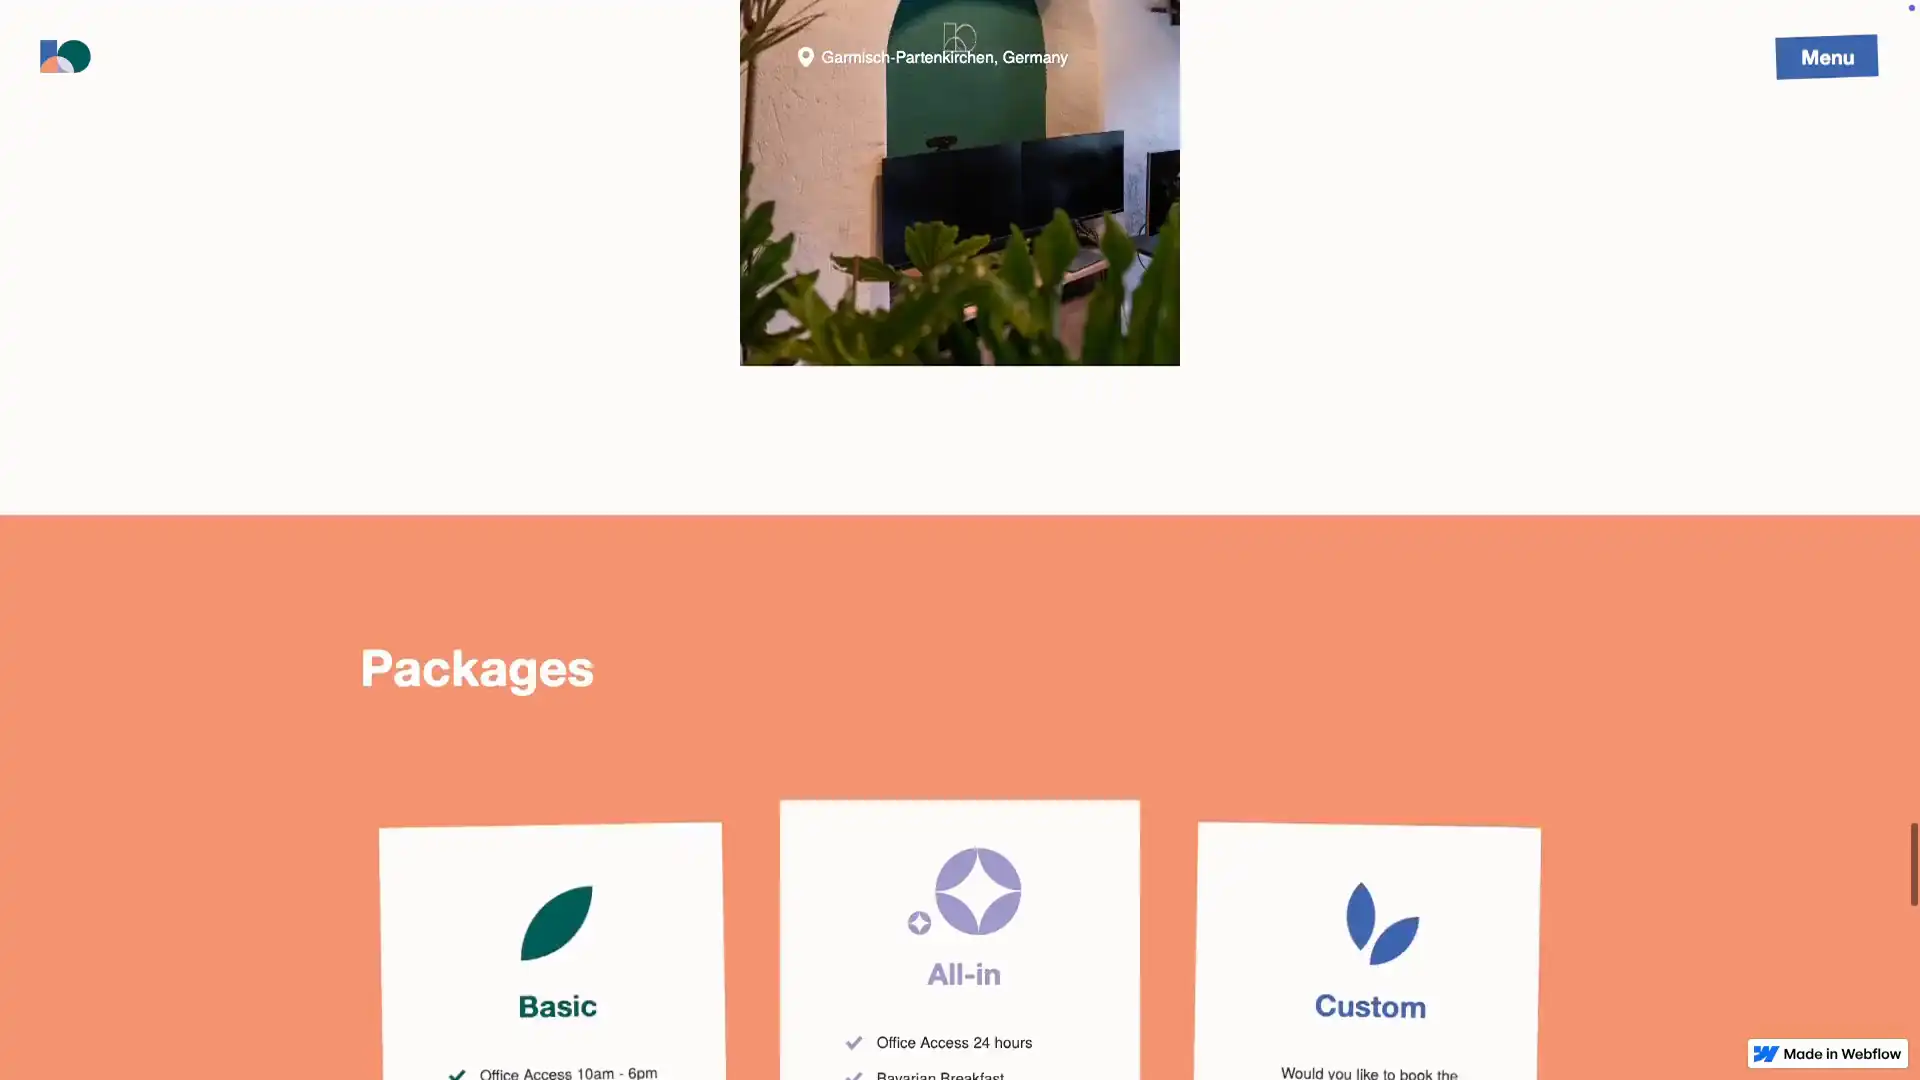 Garmisch-Partenkirchen, Germany
Menu
Packages
Basic
Office Access 10am - 6pm
All-in
Office Access 24 hours
Bavarian Breakfast
Custom
Would you like to book the
Made in Webflow